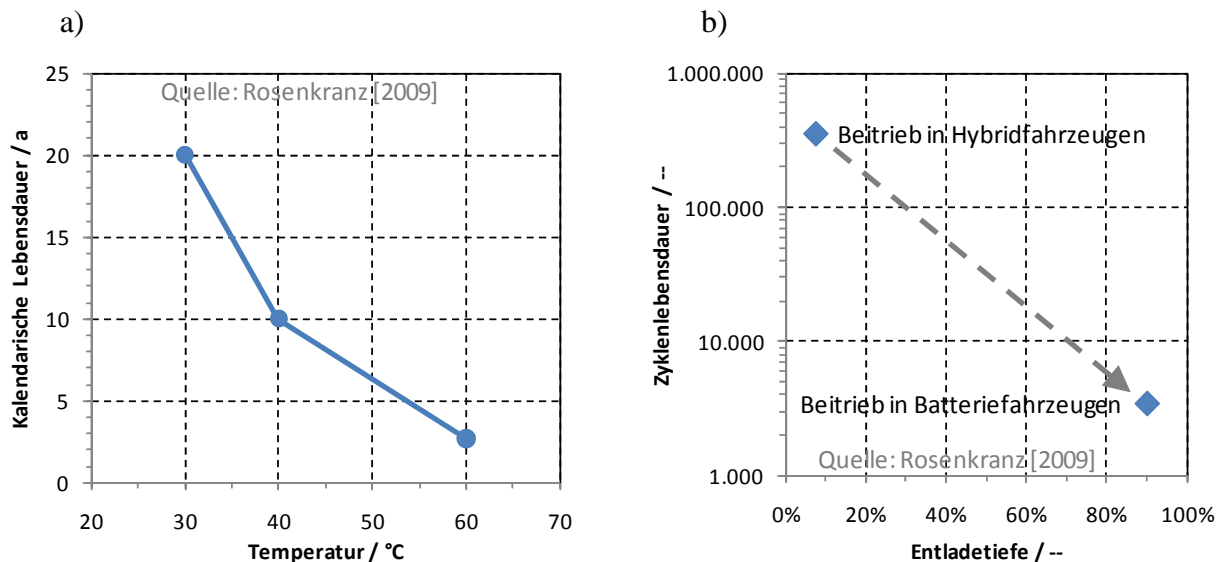 a)
Quelle: Rosenkranz [2009]
Kalendarische Lebensdauer / a
25
20
15
10
5
0
20
30
40
50
60
70
Temperatur / °C
b)
Zyklenlebensdauer / --
1.000.000
100.000
10.000
1.000
Beitrieb in Hybridfahrzeugen
Beitrieb in Batteriefahrzeugen
Quelle: Rosenkranz [2009]
0%
20%
40%
60%
80%
100%
Entladetiefe / --